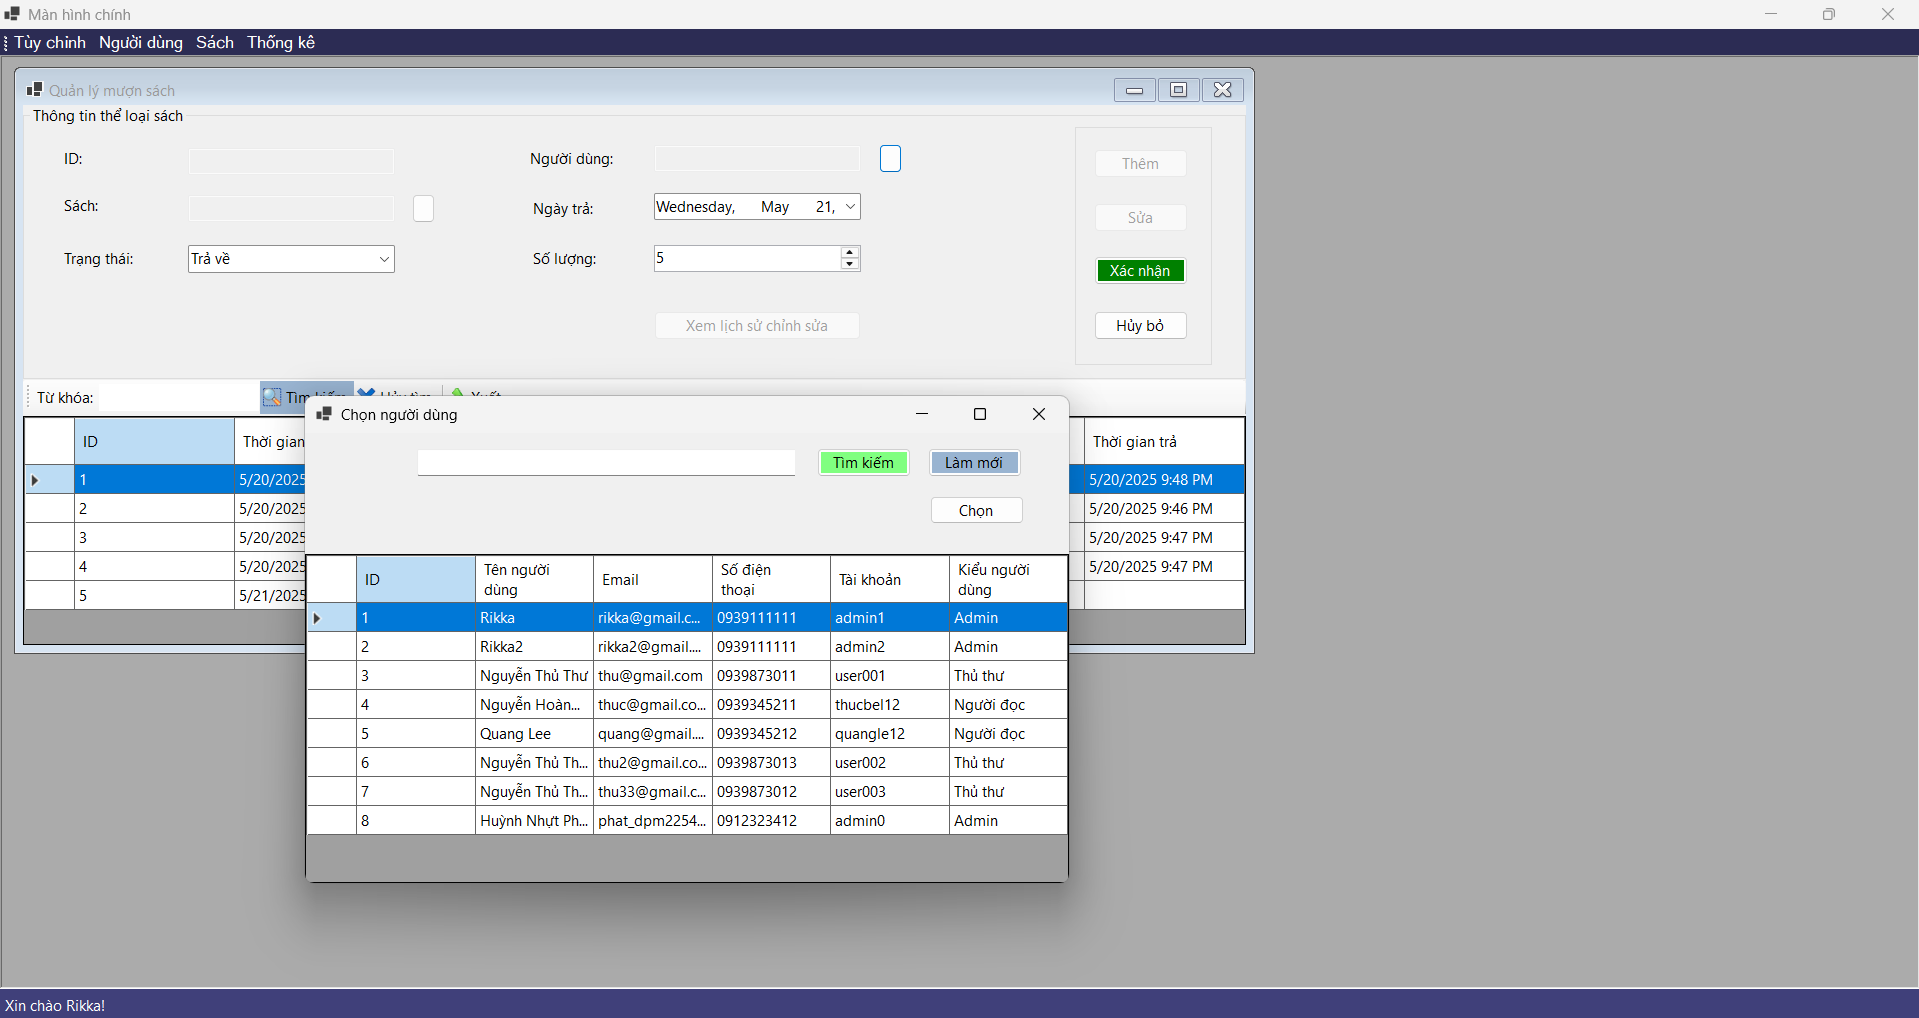 Màn hình chính
Tùy chỉnh Người dùng Sách Thống kê
Quản lý mượn sách
Thông tin thể loại sách
ID:
Người dùng:
Thêm
Sách:
Ngày trả:
Wednesday, May 21,
Sửa
Trạng thái:
Trả về
Số lượng:
5
Xác nhận
Xem lịch sử chỉnh sửa
Hủy bỏ
Từ khóa:
Tìm kiếm Hủy tìm Xuất
ID Thời gian Thời gian trả
1 5/20/2025 5/20/2025 9:48 PM
2 5/20/2025 5/20/2025 9:46 PM
3 5/20/2025 5/20/2025 9:47 PM
4 5/20/2025 5/20/2025 9:47 PM
5 5/21/2025
Chọn người dùng
Tìm kiếm Làm mới
Chọn
ID Tên người dùng Email Số điện thoại Tài khoản Kiểu người dùng
1 Rikka rikka@gmail.c... 0939111111 admin1 Admin
2 Rikka2 rikka2@gmail.... 0939111111 admin2 Admin
3 Nguyễn Thủ Thư thu@gmail.com 0939873011 user001 Thủ thư
4 Nguyễn Hoàn... thuc@gmail.co... 0939345211 thucbel12 Người đọc
5 Quang Lee quang@gmail.... 0939345212 quangle12 Người đọc
6 Nguyễn Thủ Th... thu2@gmail.co... 0939873013 user002 Thủ thư
7 Nguyễn Thủ Th... thu33@gmail.c... 0939873012 user003 Thủ thư
8 Huỳnh Nhựt Ph... phat_dpm2254... 0912323412 admin0 Admin
Xin chào Rikka!